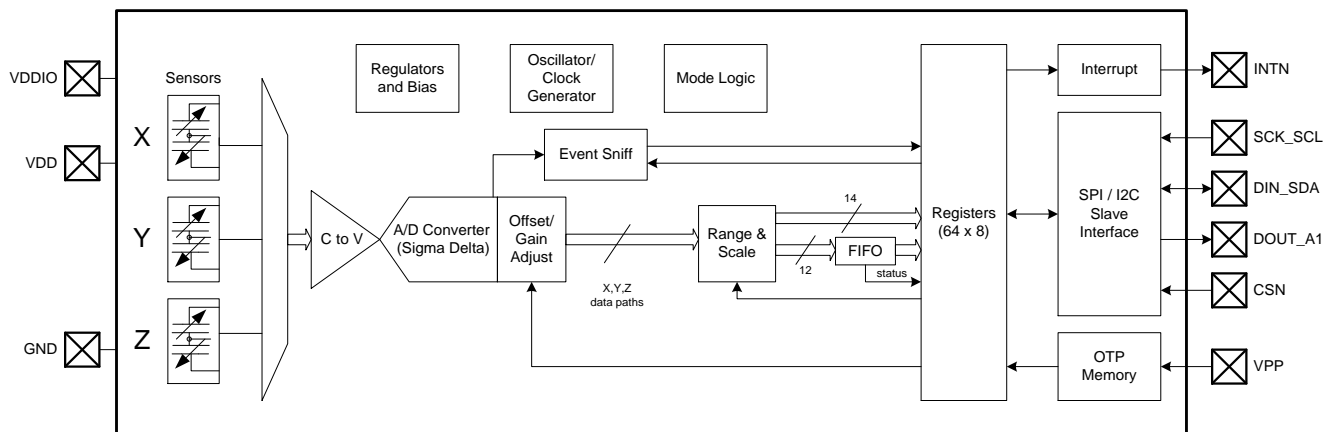 VDDIO
VDD
GND
Sensors
X
Y
Z
Regulators
and Bias
Oscillator/
Clock
Generator
Mode Logic
Event Sniff
C to V
A/D Converter
(Sigma Delta)
Offset/
Gain
Adjust
X,Y,Z
data paths
Range &
Scale
14
12
FIFO
status
Registers
(64 x 8)
Interrupt
SPI / I2C
Slave
Interface
OTP
Memory
INTN
SCK_SCL
DIN_SDA
DOUT_A1
CSN
VPP